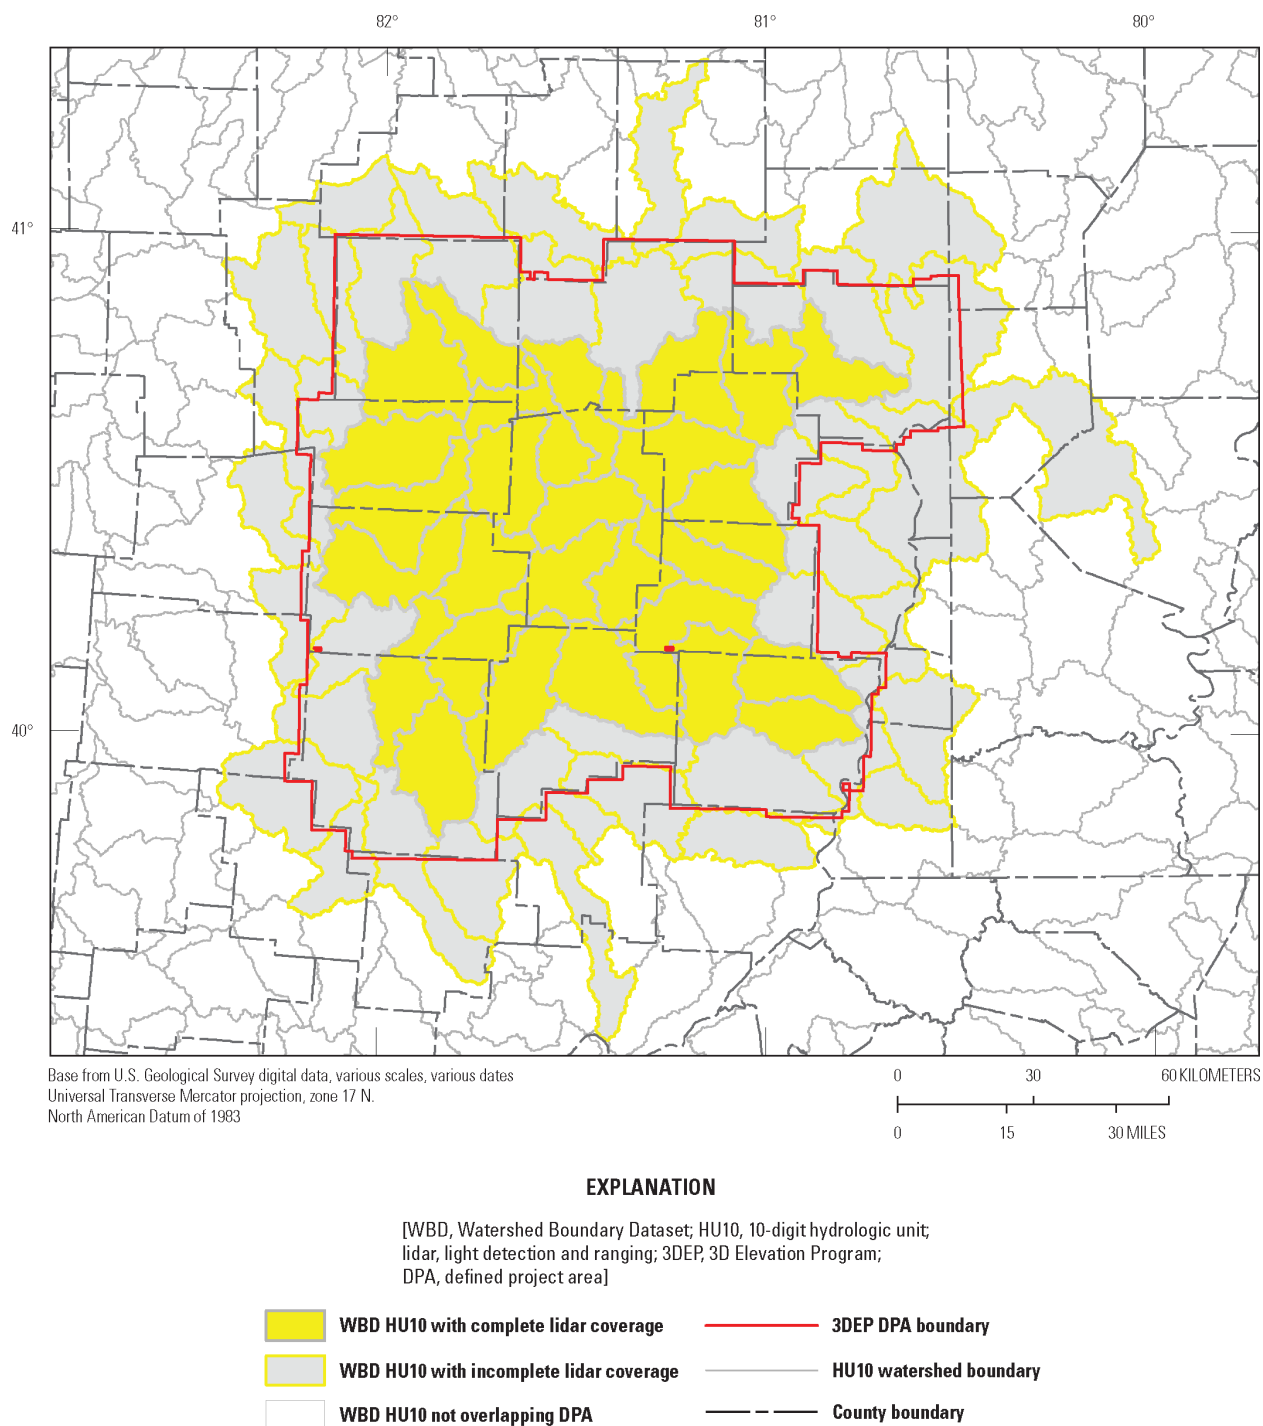 82°
81°
80°
41°
40°
Base from U.S. Geological Survey digital data, various scales, various dates
Universal Transverse Mercator projection, zone 17 N.
North American Datum of 1983
0 30 60 KILOMETERS
0 15 30 MILES
EXPLANATION
[WBD, Watershed Boundary Dataset; HU10, 10-digit hydrologic unit;
lidar, light detection and ranging; 3DEP, 3D Elevation Program;
DPA, defined project area]
WBD HU10 with complete lidar coverage
3DEP DPA boundary
WBD HU10 with incomplete lidar coverage
HU10 watershed boundary
WBD HU10 not overlapping DPA
County boundary